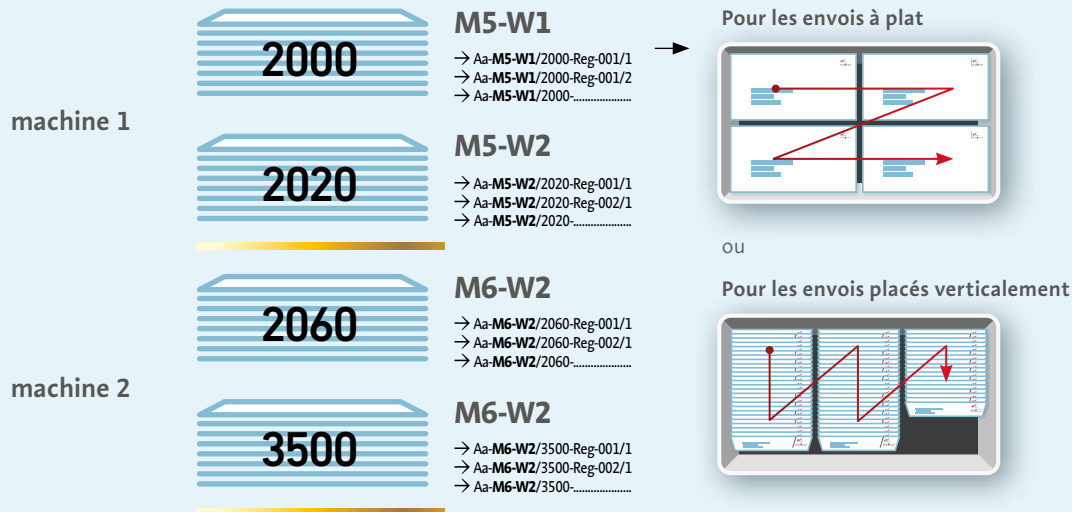 machine 1
2000
M5-W1
→ Aa-M5-W1/2000-Reg-001/1
→ Aa-M5-W1/2000-Reg-001/2
→ Aa-M5-W1/2000-.....................
2020
M5-W2
→ Aa-M5-W2/2020-Reg-001/1
→ Aa-M5-W2/2020-Reg-002/1
→ Aa-M5-W2/2020-.....................
machine 2
2060
M6-W2
→ Aa-M6-W2/2060-Reg-001/1
→ Aa-M6-W2/2060-Reg-002/1
→ Aa-M6-W2/2060-.....................
3500
M6-W2
→ Aa-M6-W2/3500-Reg-001/1
→ Aa-M6-W2/3500-Reg-002/1
→ Aa-M6-W2/3500-.....................
Pour les envois à plat
ou
Pour les envois placés verticalement